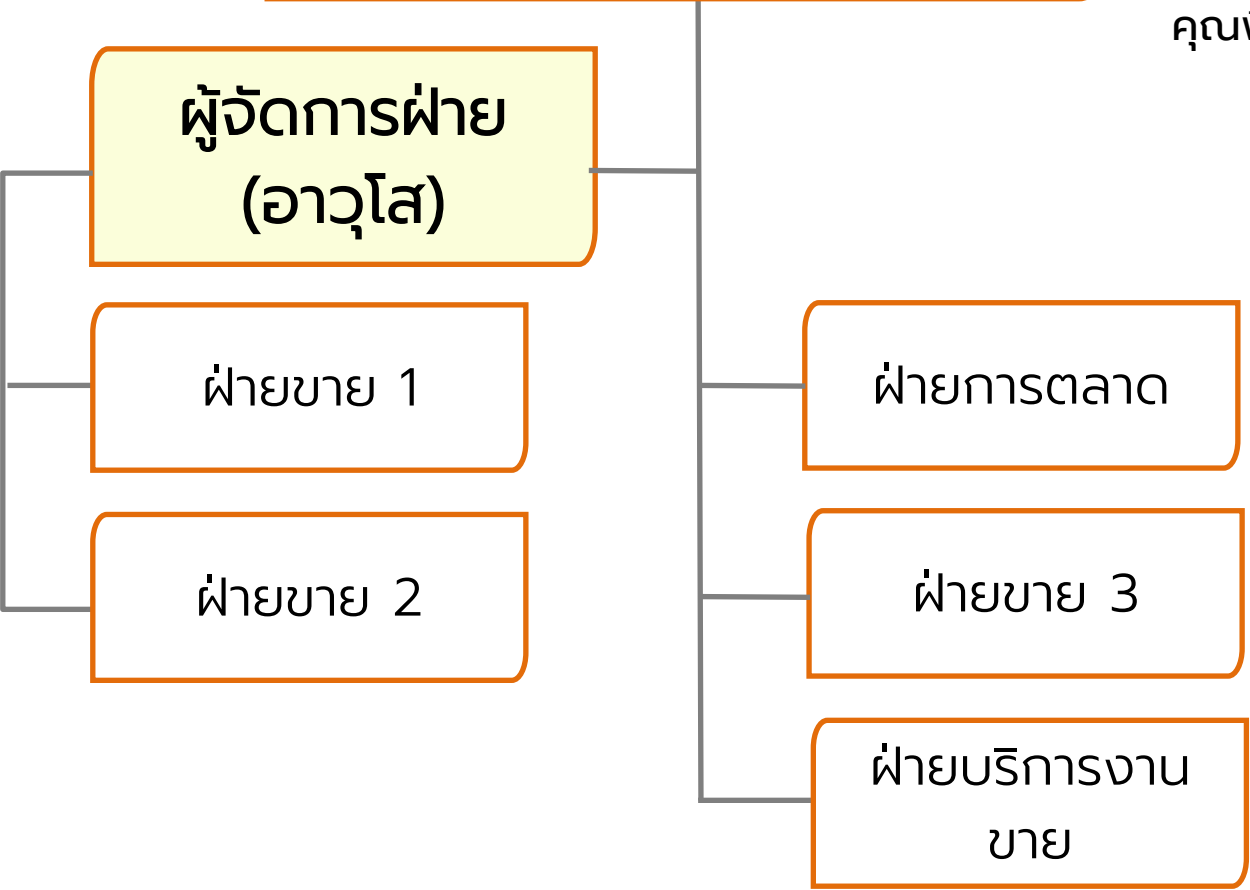 ผู้จัดการฝ่าย
(อาวุโส)
ฝ่ายขาย 1
ฝ่ายขาย 2
ฝ่ายการตลาด
ฝ่ายขาย 3
ฝ่ายบริการงาน
ขาย